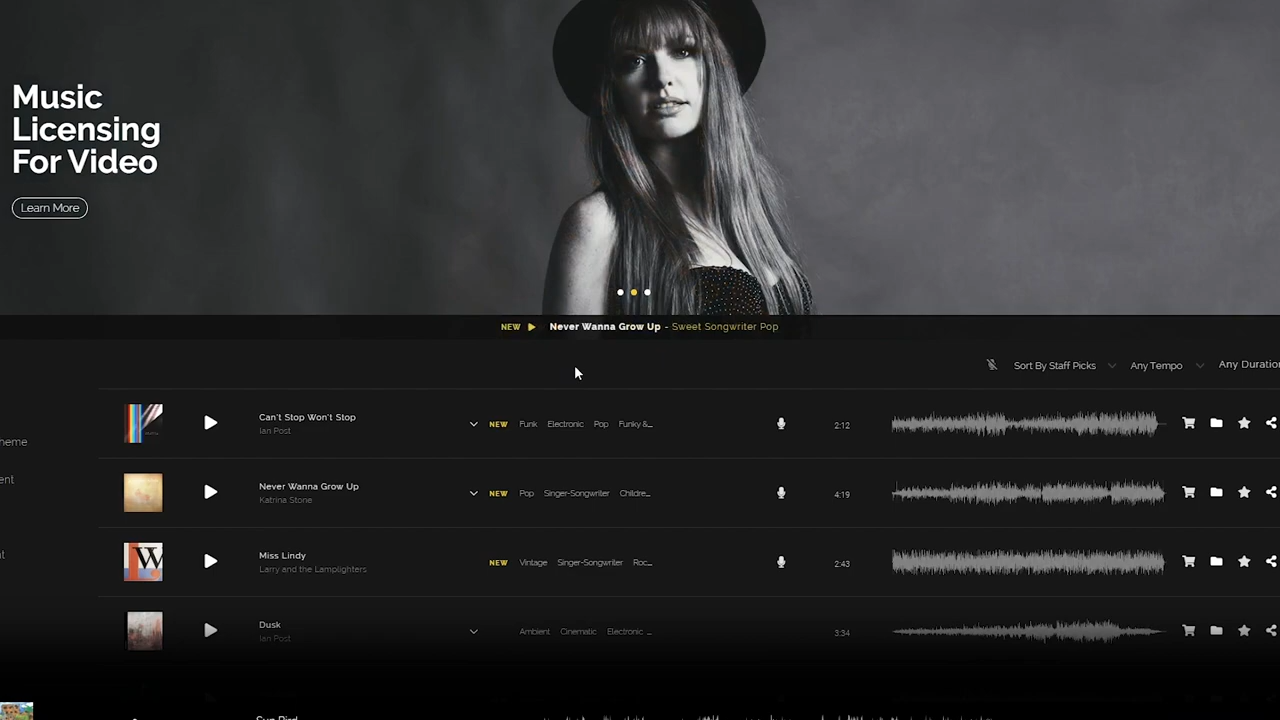 Music
Licensing
For Video
Learn More
NEW Never Wanna Grow Up - Sweet Songwriter Pop
Sort By Staff Picks Any Tempo Any Duration
Can't Stop Won't Stop
Ian Post
NEW Funk Electronic Pop Funky &... 2:12
heme
Never Wanna Grow Up
Katrina Stone
NEW Pop Singer-Songwriter Childre... 4:19
ent
Miss Lindy
Larry and the Lamplighters
NEW Vintage Singer-Songwriter Roc... 2:43
W
t
Dusk
Ian Post
Ambient Cinematic Electronic ... 3:34